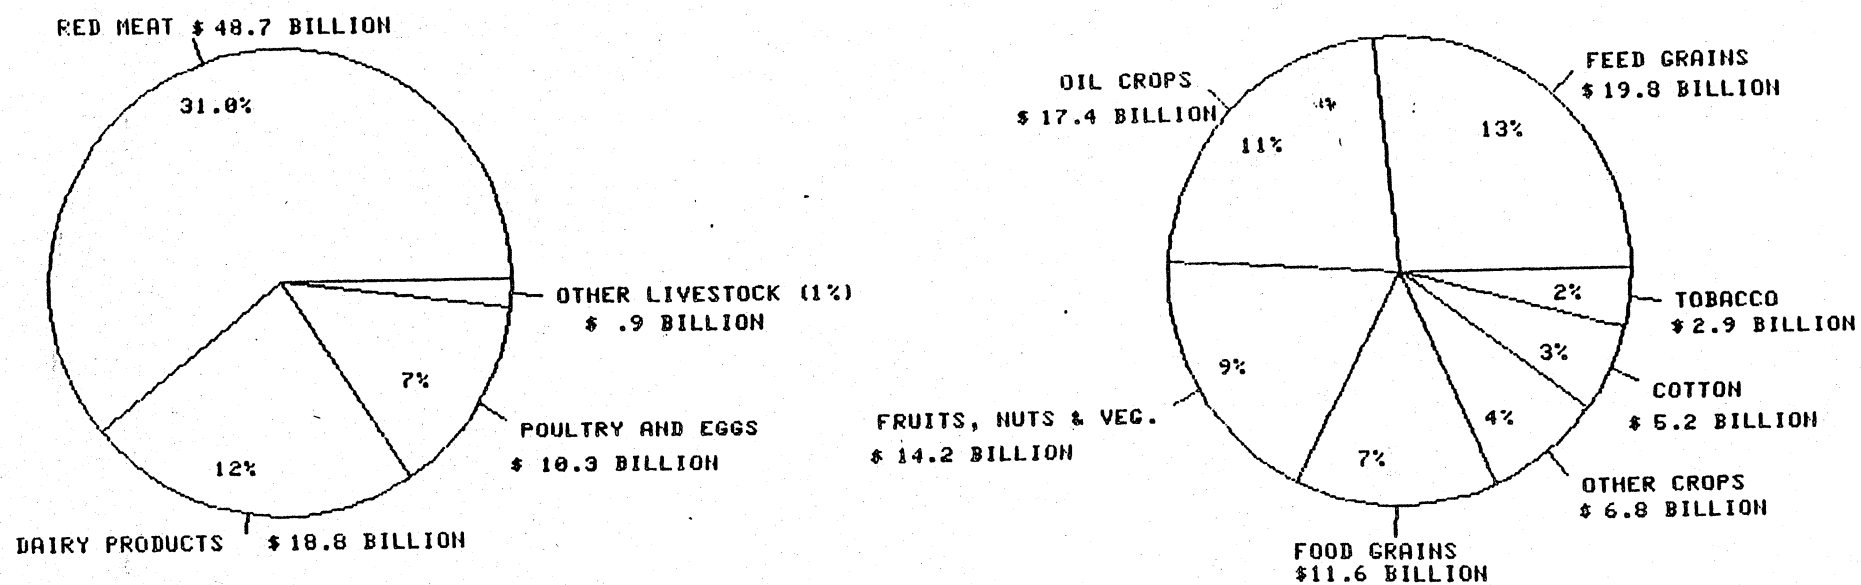 RED MEAT $ 48.7 BILLION
31.0%
OTHER LIVESTOCK (1%)
$ .9 BILLION
7%
POULTRY AND EGGS
$ 10.3 BILLION
12%
DAIRY PRODUCTS $ 18.8 BILLION
OIL CROPS
$ 17.4 BILLION
11%
FEED GRAINS
$ 19.8 BILLION
13%
2%
TOBACCO
$ 2.9 BILLION
3%
COTTON
$ 5.2 BILLION
4%
OTHER CROPS
$ 6.8 BILLION
9%
FRUITS, NUTS & VEG.
$ 14.2 BILLION
7%
FOOD GRAINS
$11.6 BILLION